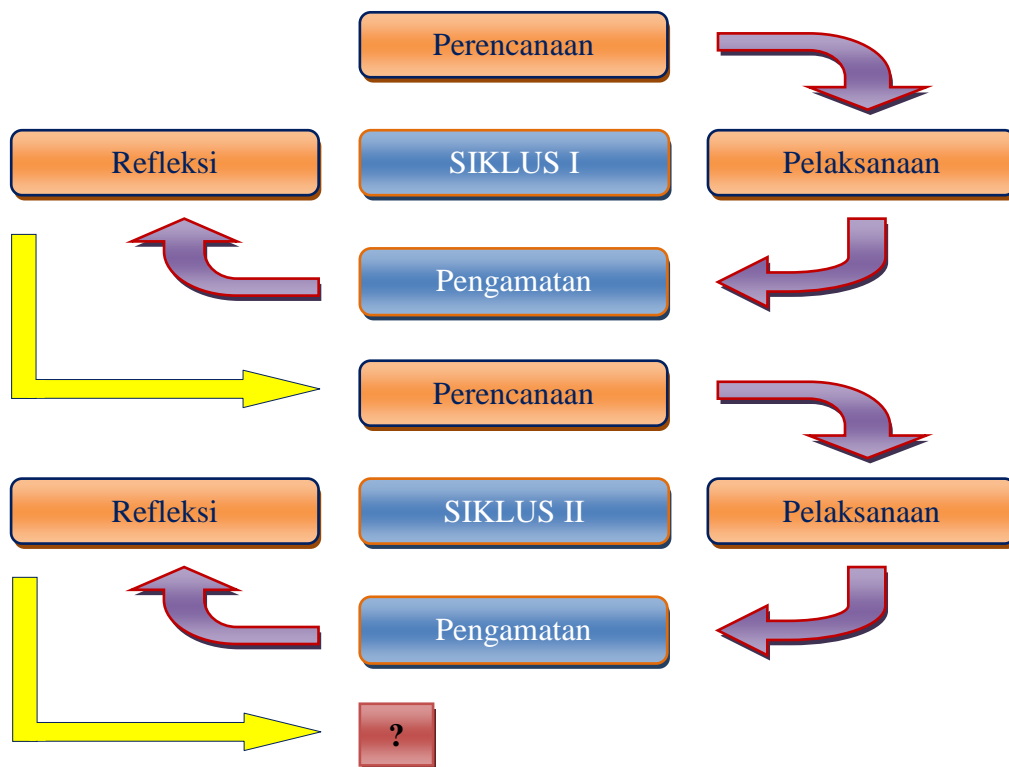 Perencanaan
Refleksi
SIKLUS I
Pelaksanaan
Pengamatan
Perencanaan
Refleksi
SIKLUS II
Pelaksanaan
Pengamatan
?